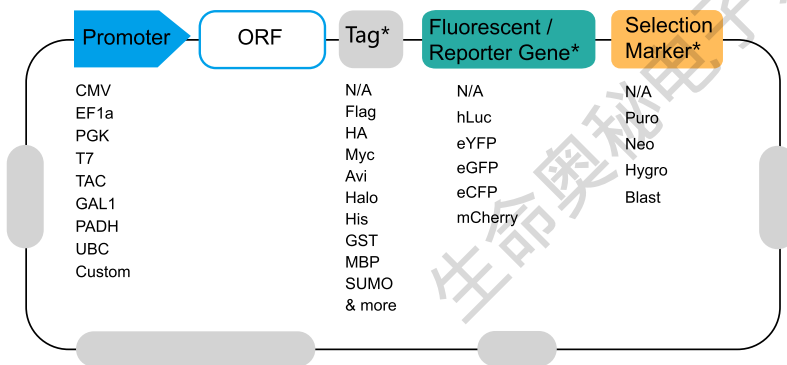 Promoter
ORF
Tag*
Fluorescent /
Reporter Gene*
Selection
Marker*
CMV
EF1a
PGK
T7
TAC
GAL1
PADH
UBC
Custom
N/A
Flag
HA
Myc
Avi
Halo
His
GST
MBP
SUMO
& more
N/A
hLuc
eYFP
eGFP
eCFP
mCherry
N/A
Puro
Neo
Hygro
Blast
生命奥秘电子